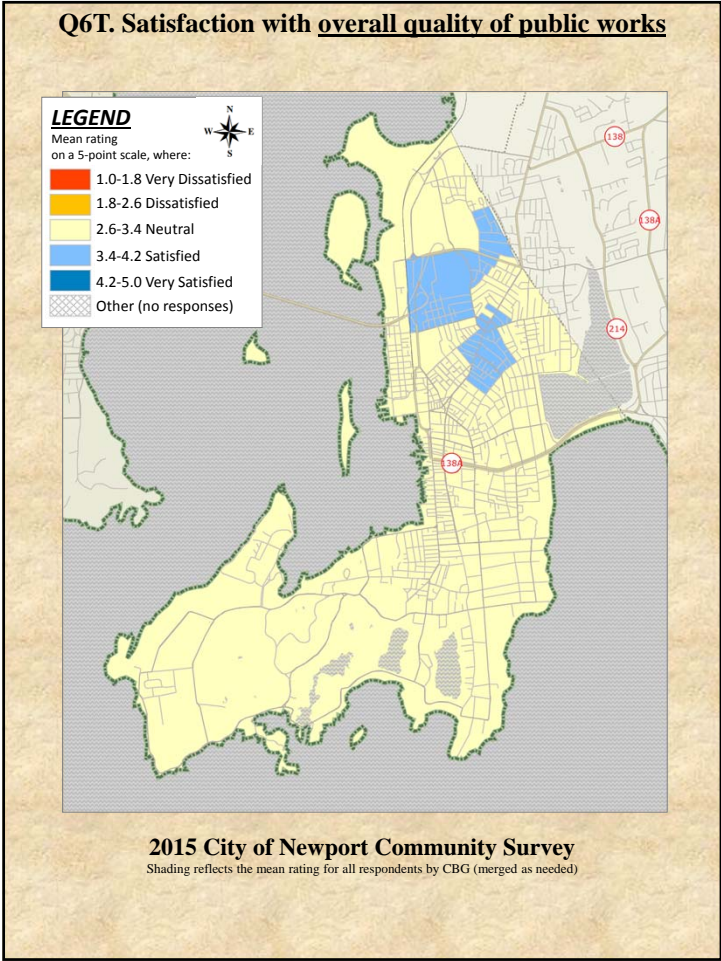 Q6T. Satisfaction with overall quality of public works
LEGEND
Mean rating
on a 5-point scale, where:
N
W E
S
1.0-1.8 Very Dissatisfied
1.8-2.6 Dissatisfied
2.6-3.4 Neutral
3.4-4.2 Satisfied
4.2-5.0 Very Satisfied
Other (no responses)
138
138A
214
138A
2015 City of Newport Community Survey
Shading reflects the mean rating for all respondents by CBG (merged as needed)